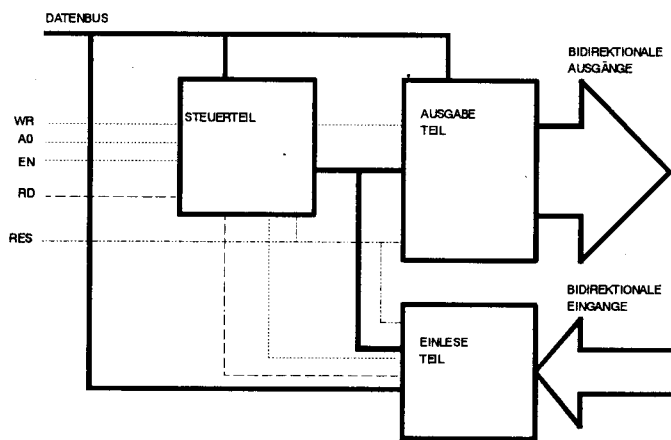 DATENBUS
BIDIREKTIONALE
AUSGÄNGE
WR
A0
EN
RD
RES
STEUERTEIL
AUSGABE
TEIL
BIDIREKTIONALE
EINGANGE
EINLESE
TEIL